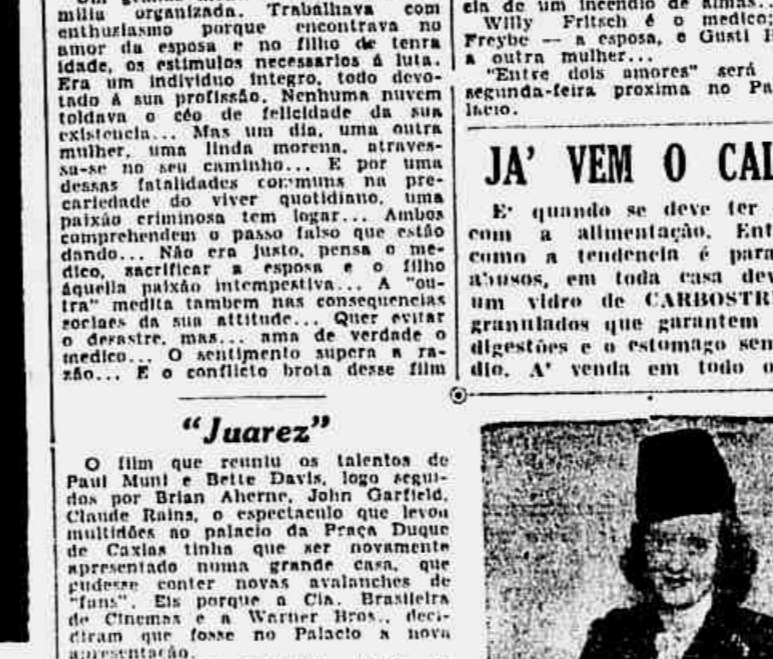 milia organizada. Trabalhava com
enthuziasmo porque encontrava no
amor da esposa e no filho de tenra
idade, os estimulos necessarios á luta.
Era um individuo integro, todo devo-
tado á sua profissão. Nenhuma nuvem
toldava o céo de felicidade da sua
existencia... Mas um dia, uma outra
mulher, uma linda morena, atraves-
sa-se no seu caminho... E por uma
dessas fatalidades communs na pre-
cariedade do viver quotidiano, uma
paixão criminosa tem logar... Ambos
comprehendem o passo falso que estão
dando... Não era justo, pensa o me-
dico, sacrificar a esposa e o filho
áquella paixão intempestiva... A "ou-
tra" medita tambem nas consequencias
sociaes da sua attitude... Quer evitar
o desastre, mas... ama de verdade o
medico... O sentimento supera a ra-
zão... E o conflicto brota desse film
cia de um incendio de almas...
Willy Fritsch é o medico;
Freybe — a esposa, e Gusti
a outra mulher...
"Entre dois amores" será
segunda-feira proxima no Pa
lacio.
JA' VEM O CAL
E' quando se deve ter
com a alimentação. Ent
como a tendencia é para
abusos, em toda casa dev
um vidro de CARBOSTR
granulados que garantem
digestões e o estomago sem
dio. A' venda em todo o
"Juarez"
O film que reuniu os talentos de
Paul Muni e Bette Davis, logo segui-
dos por Brian Aherne, John Garfield,
Claude Rains, o espectaculo que levou
multidões ao palacio da Praça Duque
de Caxias tinha que ser novamente
apresentado numa grande casa, que
pudesse conter novas avalanches de
"fans". Eis porque a Cia. Brasileira
de Cinemas e a Warner Bros., deci-
diram que fosse no Palacio a nova
apresentação.